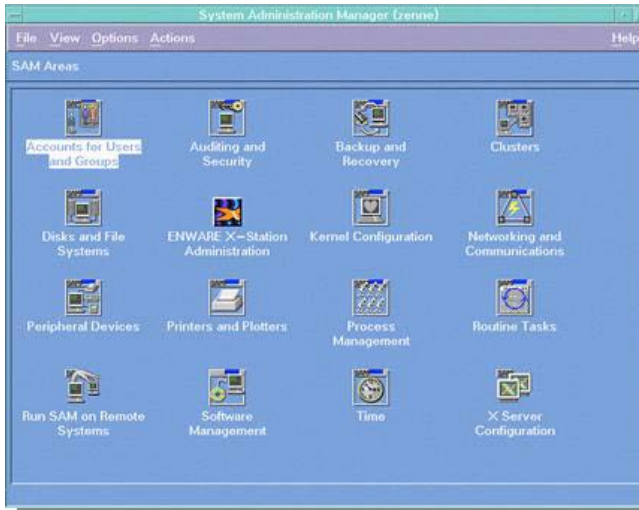 System Administration Manager (zenne)
File View Options Actions Help
SAM Areas
Accounts for Users
and Groups
Auditing and
Security
Backup and
Recovery
Clusters
Disks and File
Systems
ENWARE X-Station
Administration
Kernel Configuration
Networking and
Communications
Peripheral Devices
Printers and Plotters
Process
Management
Routine Tasks
Run SAM on Remote
Systems
Software
Management
Time
X Server
Configuration